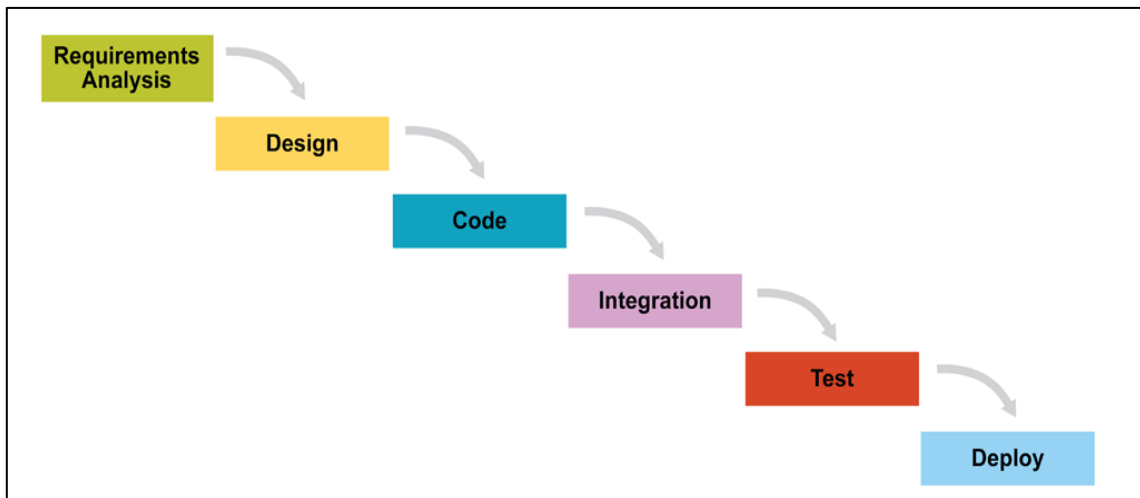 Requirements
Analysis
Design
Code
Integration
Test
Deploy